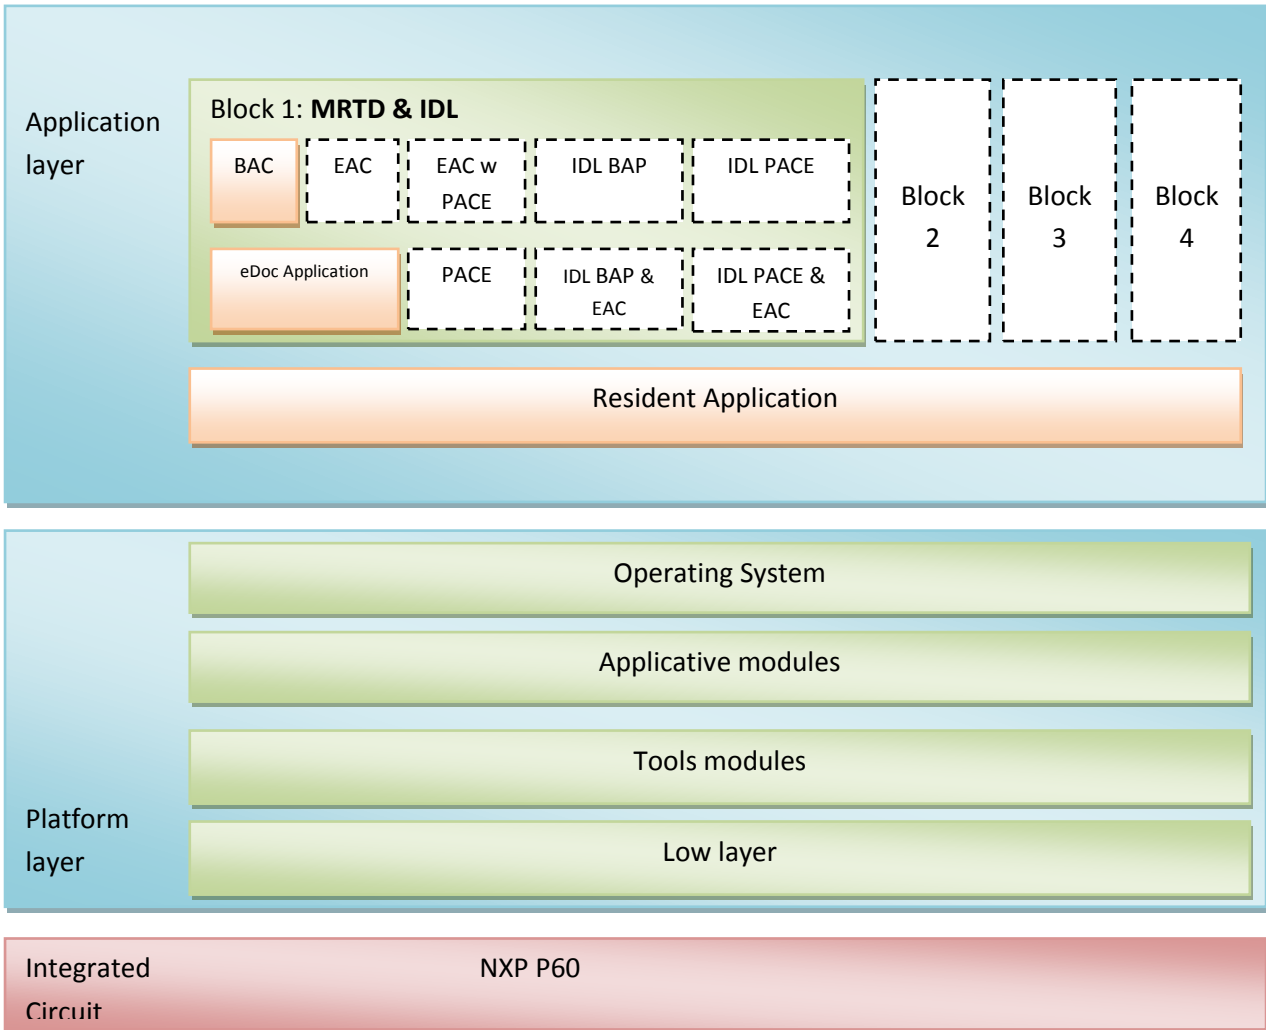 Application
layer
Block 1: MRTD & IDL
BAC
EAC
EAC w
PACE
IDL BAP
IDL PACE
eDoc Application
PACE
IDL BAP &
EAC
IDL PACE &
EAC
Block
2
Block
3
Block
4
Resident Application
Operating System
Applicative modules
Tools modules
Low layer
Platform
layer
Integrated
Circuit
NXP P60